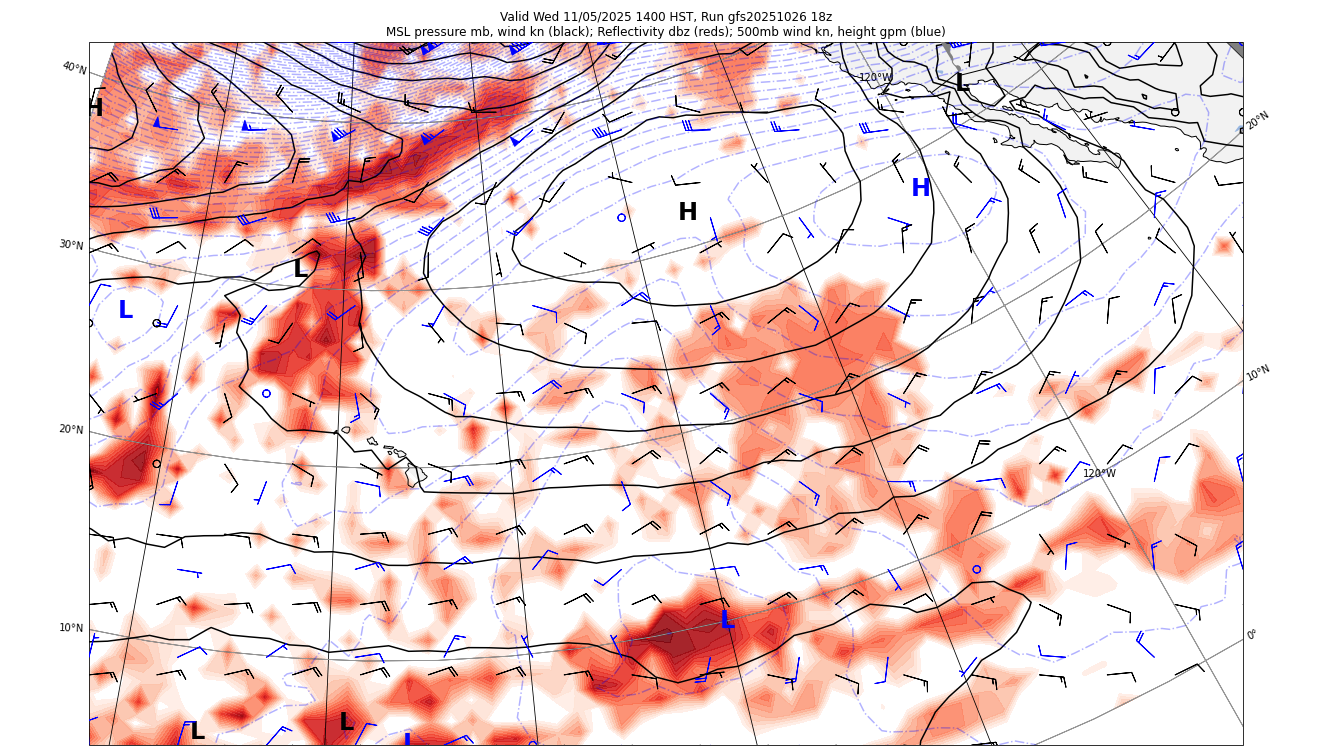 Valid Wed 11/05/2025 1400 HST, Run gfs20251026 18z
MSL pressure mb, wind kn (black); Reflectivity dbz (reds); 500mb wind kn, height gpm (blue)
40°N
120°W
L
H
20°N
H
H
30°N
L
L
10°N
20°N
120°W
10°N
L
0°
L
L
L